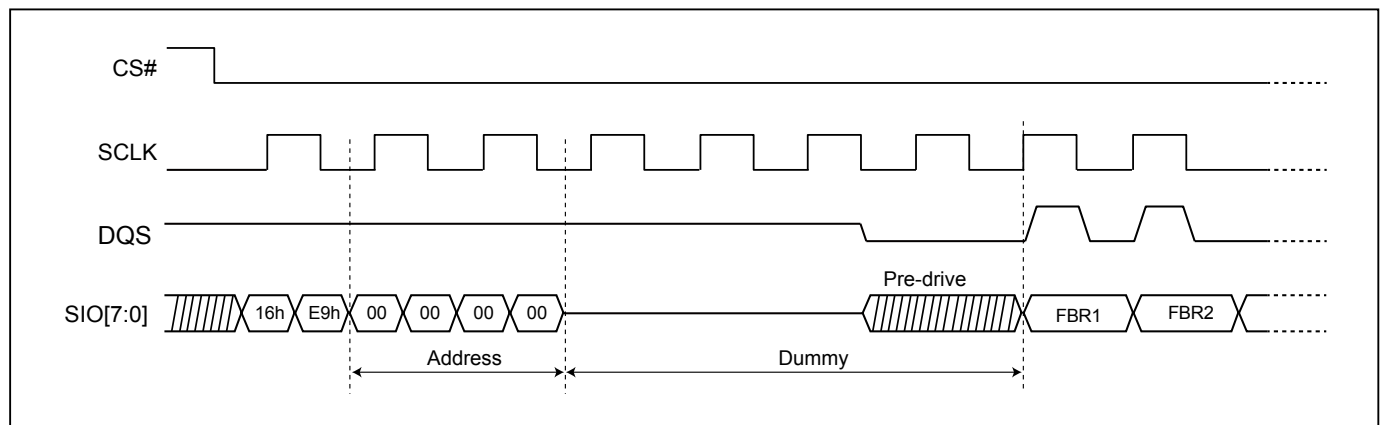 CS#
SCLK
DQS
Pre-drive
SIO[7:0] 16h E9h 00 00 00 00 FBR1 FBR2
Address Dummy